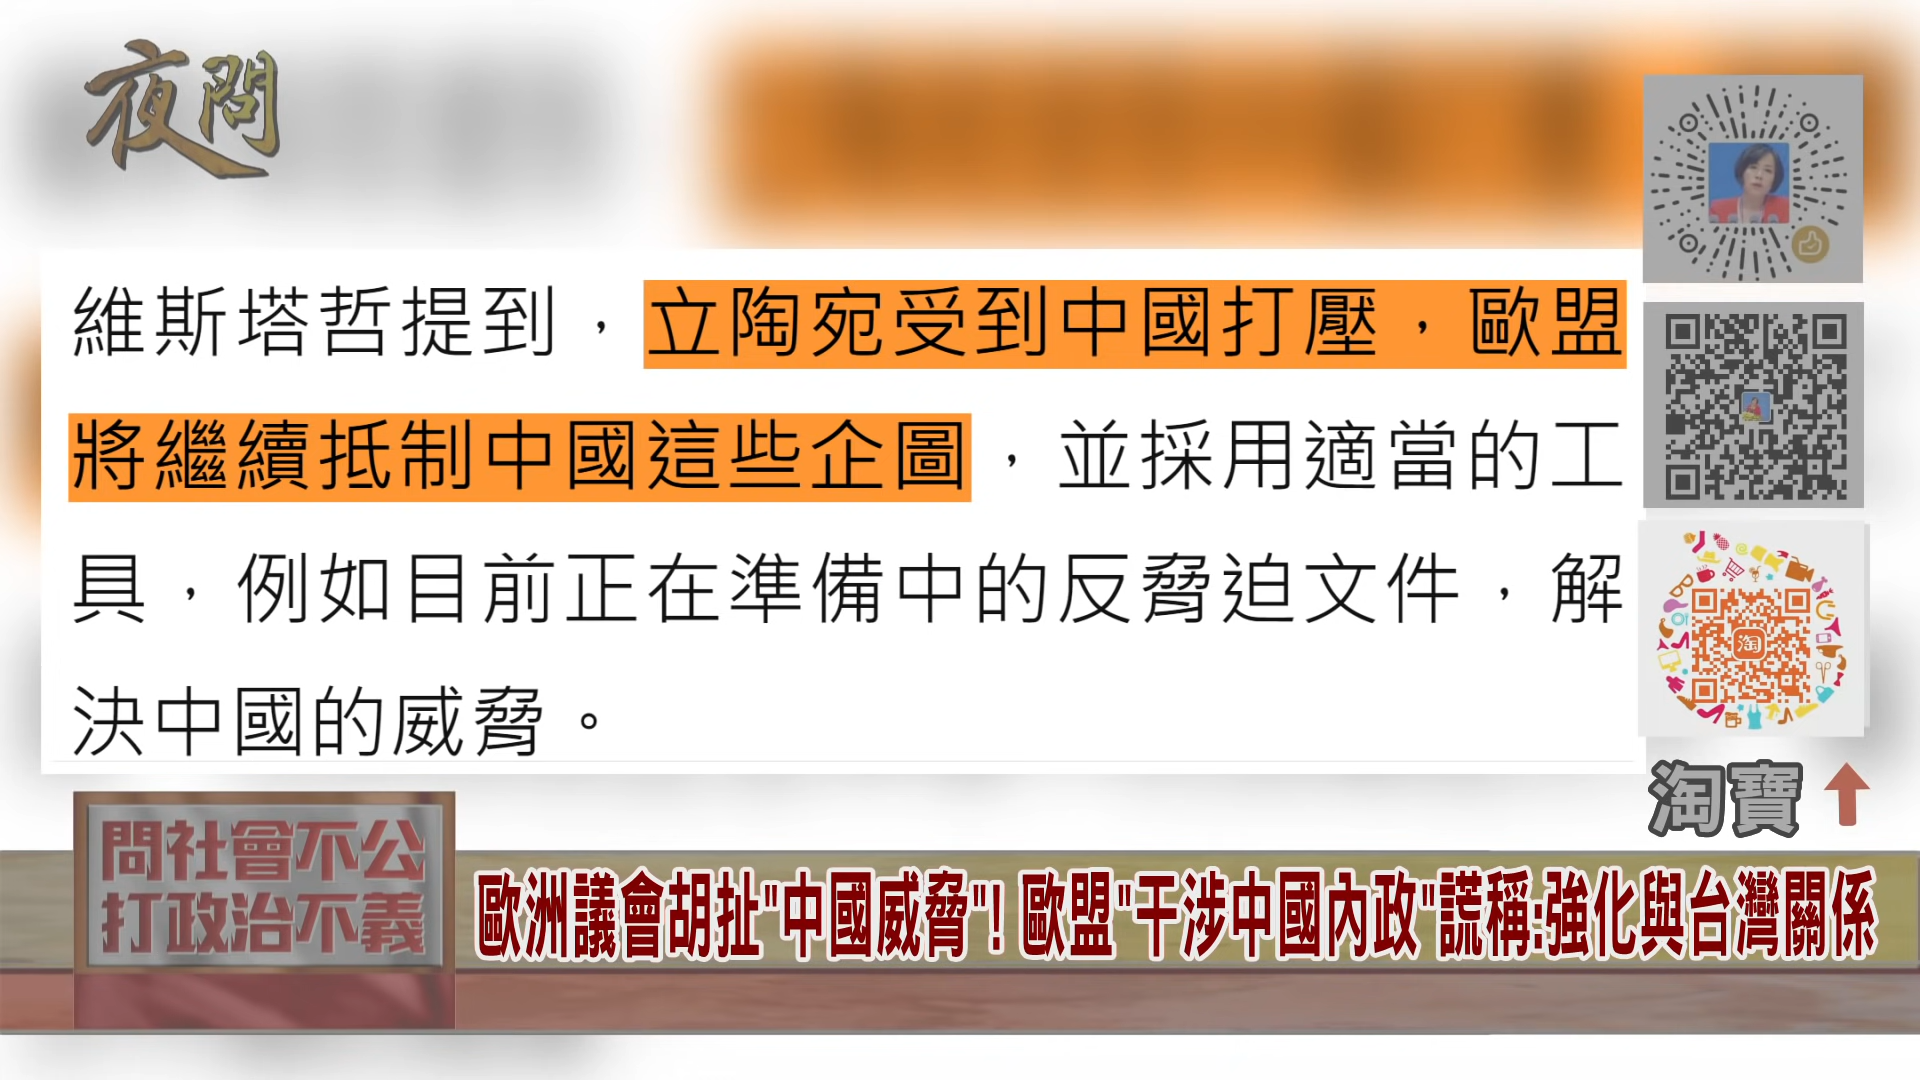 夜問
維斯塔哲提到，立陶宛受到中國打壓，歐盟
將繼續抵制中國這些企圖，並採用適當的工
具，例如目前正在準備中的反脅迫文件，解
決中國的威脅。
淘
淘寶
問社會不公
打政治不義
歐洲議會胡扯"中國威脅"! 歐盟"干涉中國內政"謊稱:強化與台灣關係